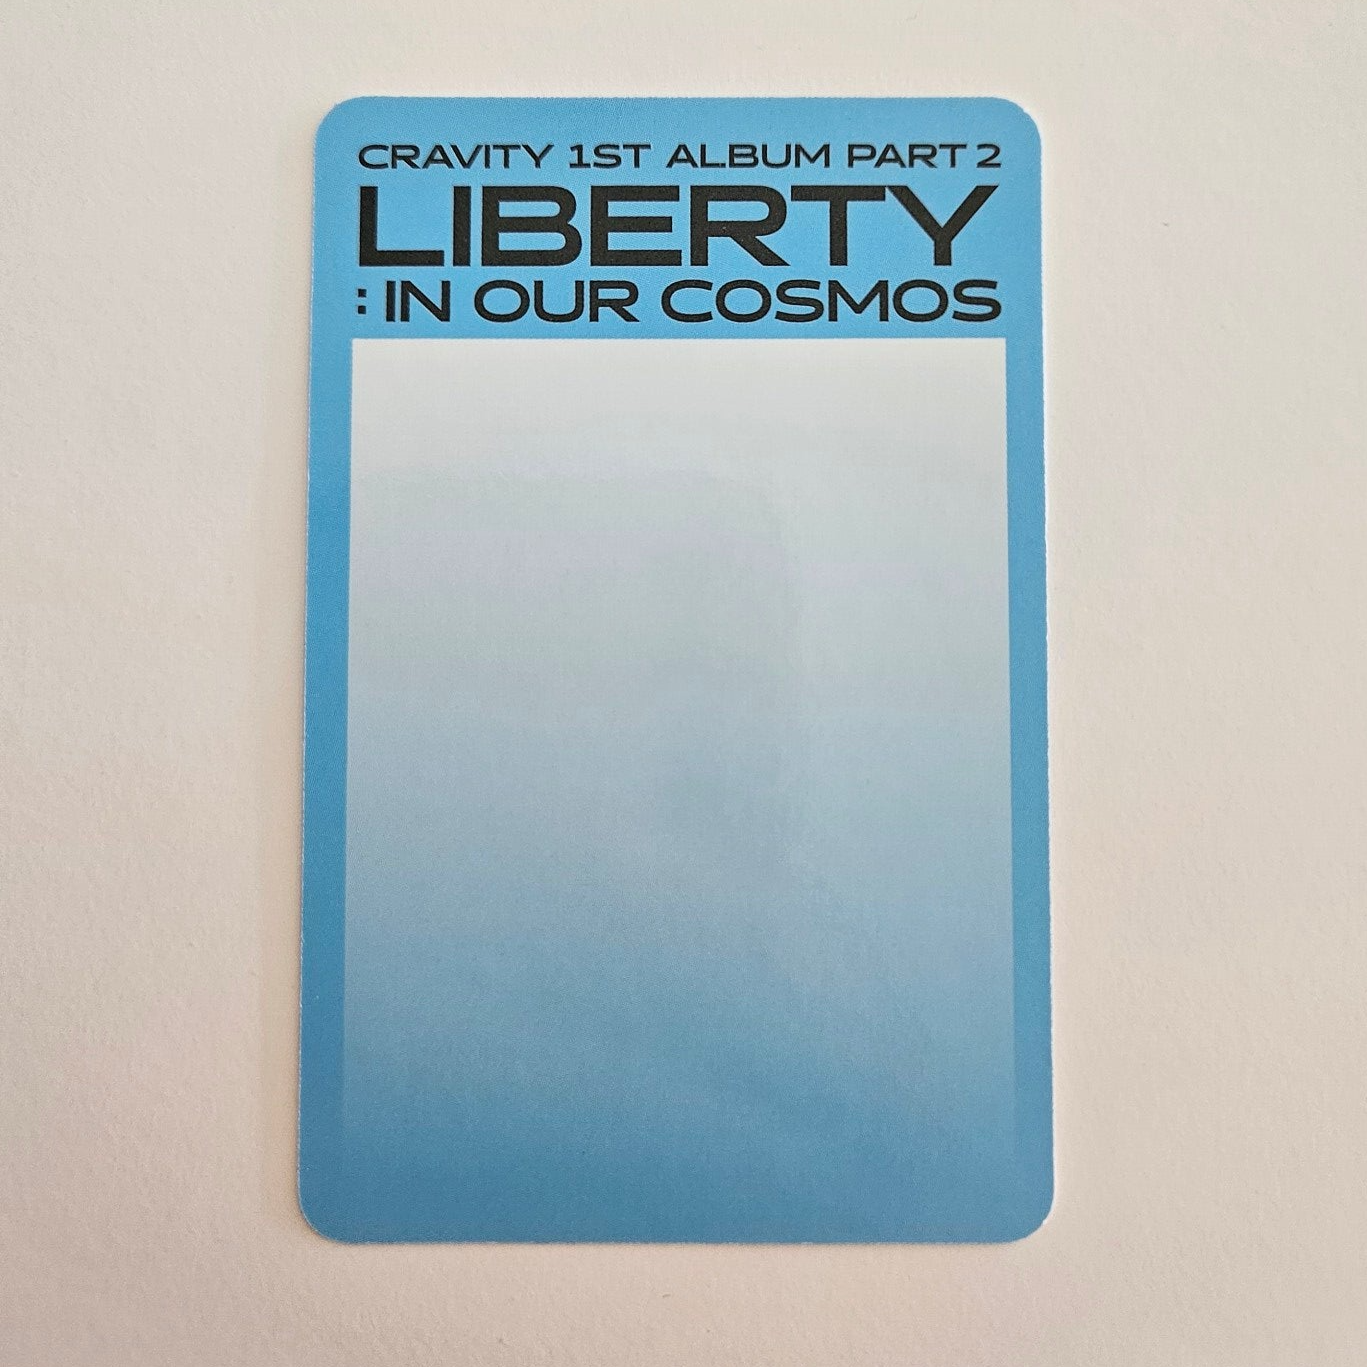 CRAVITY 1ST ALBUM PART 2
LIBERTY
: IN OUR COSMOS